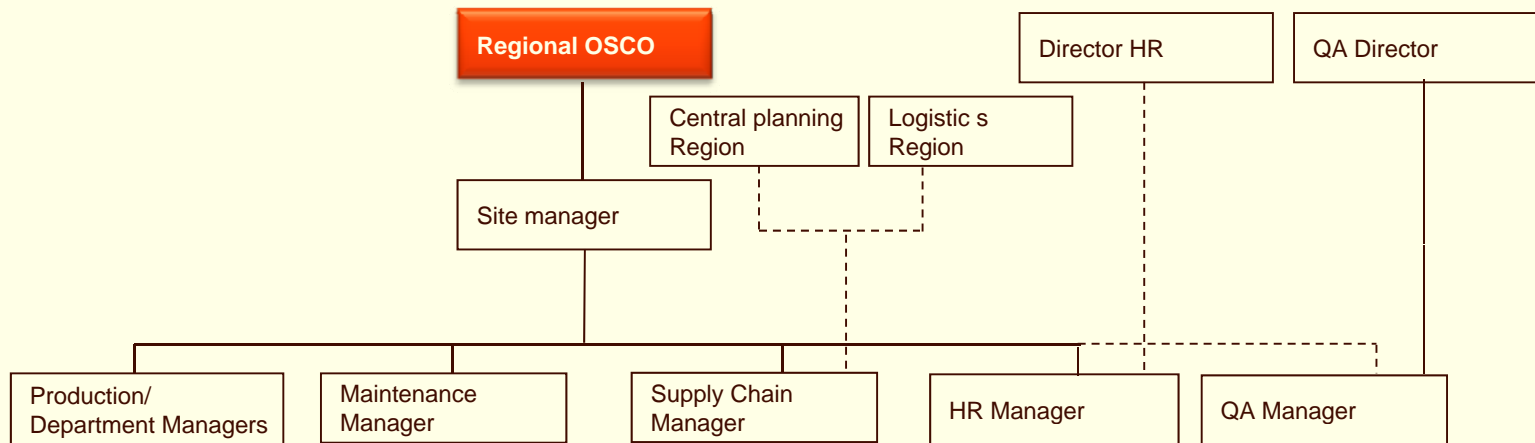 Regional OSCO
Director HR
QA Director
Central planning
Region
Logistic s
Region
Site manager
Production/
Department Managers
Maintenance
Manager
Supply Chain
Manager
HR Manager
QA Manager